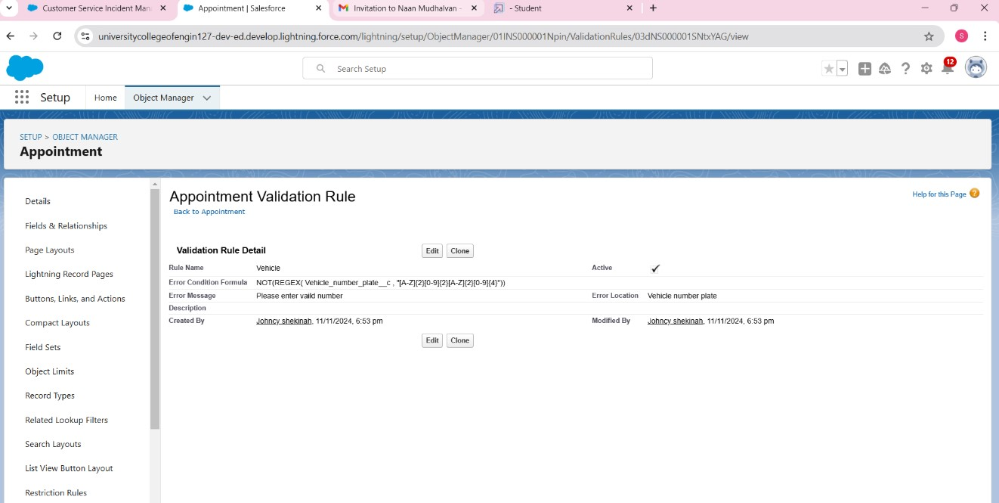 Customer Service Incident Man
Appointment | Salesforce
Invitation to Naan Mudhalvan -
- Student
universitycollegeofengin127-dev-ed.develop.lightning.force.com/lightning/setup/ObjectManager/01INS000001Npin/ValidationRules/03dNS000001SNtxYAG/view
S
Search Setup
12
Setup
Home
Object Manager
SETUP > OBJECT MANAGER
Appointment
Details
Fields & Relationships
Page Layouts
Lightning Record Pages
Buttons, Links, and Actions
Compact Layouts
Field Sets
Object Limits
Record Types
Related Lookup Filters
Search Layouts
List View Button Layout
Restriction Rules
Appointment Validation Rule
Help for this Page
Back to Appointment
Validation Rule Detail
Edit Clone
Rule Name Vehicle Active
Error Condition Formula NOT(REGEX( Vehicle_number_plate__c , "[A-Z]{2}[0-9]{2}[A-Z]{2}[0-9]{4}"))
Error Message Please enter vaild number Error Location Vehicle number plate
Description
Created By Johncy shekinah, 11/11/2024, 6:53 pm Modified By Johncy shekinah, 11/11/2024, 6:53 pm
Edit Clone